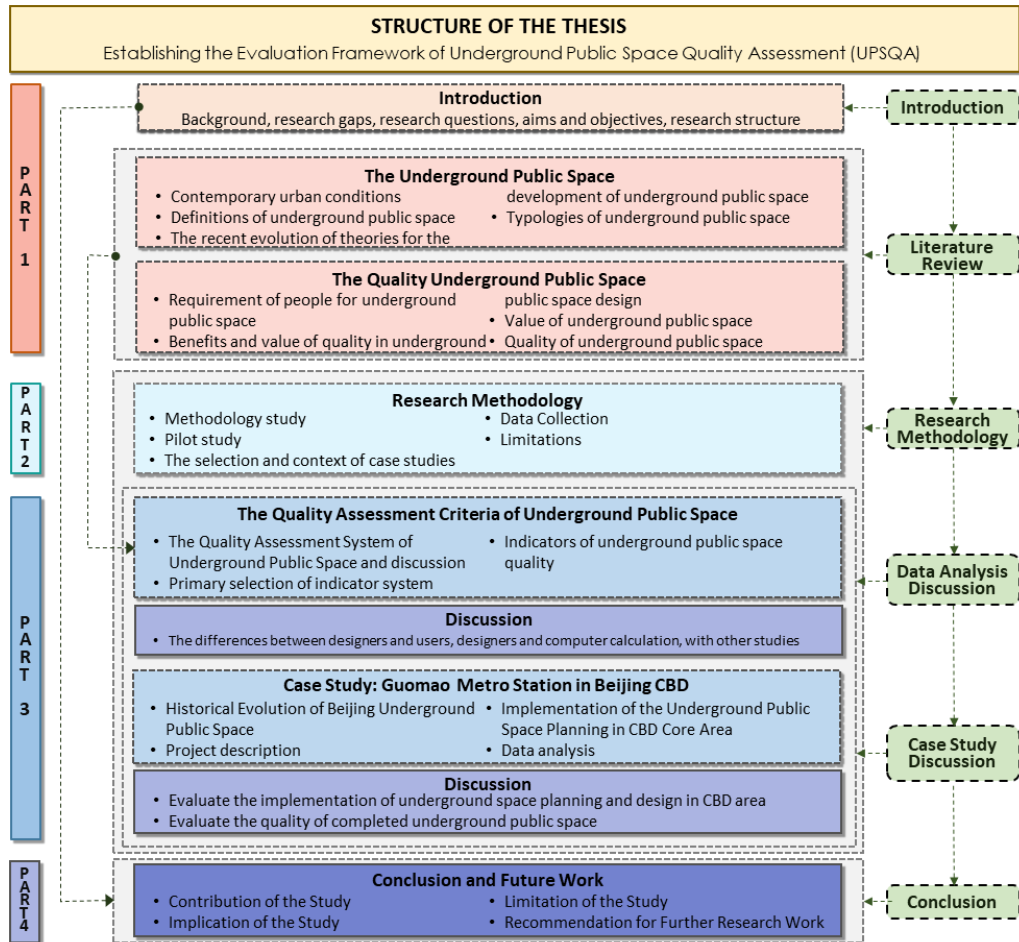 STRUCTURE OF THE THESIS
Establishing the Evaluation Framework of Underground Public Space Quality Assessment (UPSQA)
PART 1
Introduction
Background, research gaps, research questions, aims and objectives, research structure
Introduction
The Underground Public Space
• Contemporary urban conditions
• Definitions of underground public space
• The recent evolution of theories for the
development of underground public space
• Typologies of underground public space
The Quality Underground Public Space
• Requirement of people for underground
public space
• Benefits and value of quality in underground
public space design
• Value of underground public space
• Quality of underground public space
Literature
Review
PART2
Research Methodology
• Methodology study
• Pilot study
• The selection and context of case studies
• Data Collection
• Limitations
Research
Methodology
PART 3
The Quality Assessment Criteria of Underground Public Space
• The Quality Assessment System of
Underground Public Space and discussion
• Primary selection of indicator system
• Indicators of underground public space
quality
Discussion
• The differences between designers and users, designers and computer calculation, with other studies
Data Analysis
Discussion
Case Study: Guomao Metro Station in Beijing CBD
• Historical Evolution of Beijing Underground
Public Space
• Project description
• Implementation of the Underground Public
Space Planning in CBD Core Area
• Data analysis
Discussion
• Evaluate the implementation of underground space planning and design in CBD area
• Evaluate the quality of completed underground public space
Case Study
Discussion
PART4
Conclusion and Future Work
• Contribution of the Study
• Implication of the Study
• Limitation of the Study
• Recommendation for Further Research Work
Conclusion